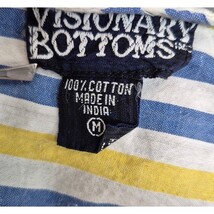 VISIONARY
BOTTOMS
100% COTTON
MADE IN
INDIA
M